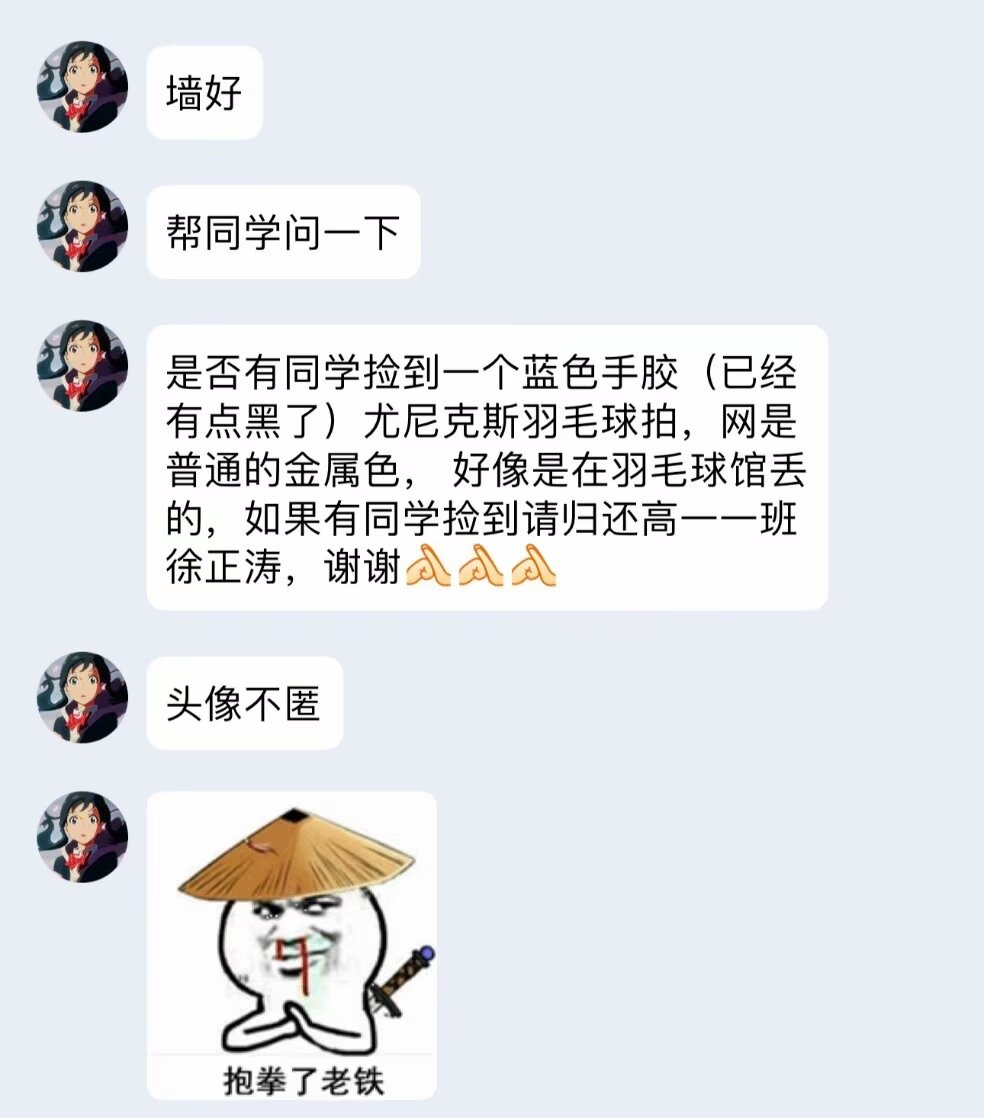 墙好
帮同学问一下
是否有同学捡到一个蓝色手胶（已经
有点黑了）尤尼克斯羽毛球拍，网是
普通的金属色， 好像是在羽毛球馆丢
的，如果有同学捡到请归还高一一班
徐正涛，谢谢🙏🙏🙏
头像不匿
抱拳了老铁